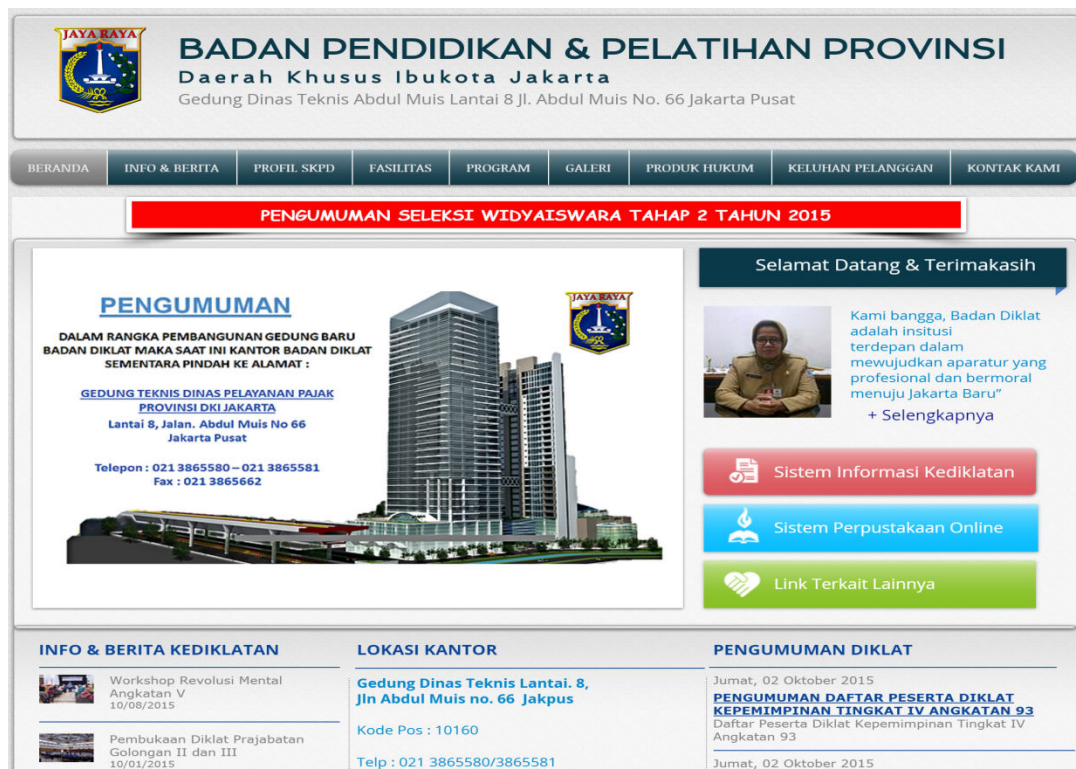 JAYA RAYA
BADAN PENDIDIKAN & PELATIHAN PROVINSI
Daerah Khusus Ibukota Jakarta
Gedung Dinas Teknis Abdul Muis Lantai 8 Jl. Abdul Muis No. 66 Jakarta Pusat
BERANDA
INFO & BERITA
PROFIL SKPD
FASILITAS
PROGRAM
GALERI
PRODUK HUKUM
KELUHAN PELANGGAN
KONTAK KAMI
PENGUMUMAN SELEKSI WIDYAISWARA TAHAP 2 TAHUN 2015
PENGUMUMAN
DALAM RANGKA PEMBANGUNAN GEDUNG BARU
BADAN DIKLAT MAKA SAAT INI KANTOR BADAN DIKLAT
SEMENTARA PINDAH KE ALAMAT :
GEDUNG TEKNIS DINAS PELAYANAN PAJAK
PROVINSI DKI JAKARTA
Lantai 8, Jalan. Abdul Muis No 66
Jakarta Pusat
Telepon : 021 3865580 – 021 3865581
Fax : 021 3865662
JAYA RAYA
Selamat Datang & Terimakasih
Kami bangga, Badan Diklat
adalah insitusi
terdepan dalam
mewujudkan aparatur yang
profesional dan bermoral
menuju Jakarta Baru”
+ Selengkapnya
Sistem Informasi Kediklatan
Sistem Perpustakaan Online
Link Terkait Lainnya
INFO & BERITA KEDIKLATAN
Workshop Revolusi Mental
Angkatan V
10/08/2015
Pembukaan Diklat Prajabatan
Golongan II dan III
10/01/2015
LOKASI KANTOR
Gedung Dinas Teknis Lantai. 8,
Jln Abdul Muis no. 66 Jakpus
Kode Pos : 10160
Telp : 021 3865580/3865581
PENGUMUMAN DIKLAT
Jumat, 02 Oktober 2015
PENGUMUMAN DAFTAR PESERTA DIKLAT
KEPEMIMPINAN TINGKAT IV ANGKATAN 93
Daftar Peserta Diklat Kepemimpinan Tingkat IV
Angkatan 93
Jumat, 02 Oktober 2015